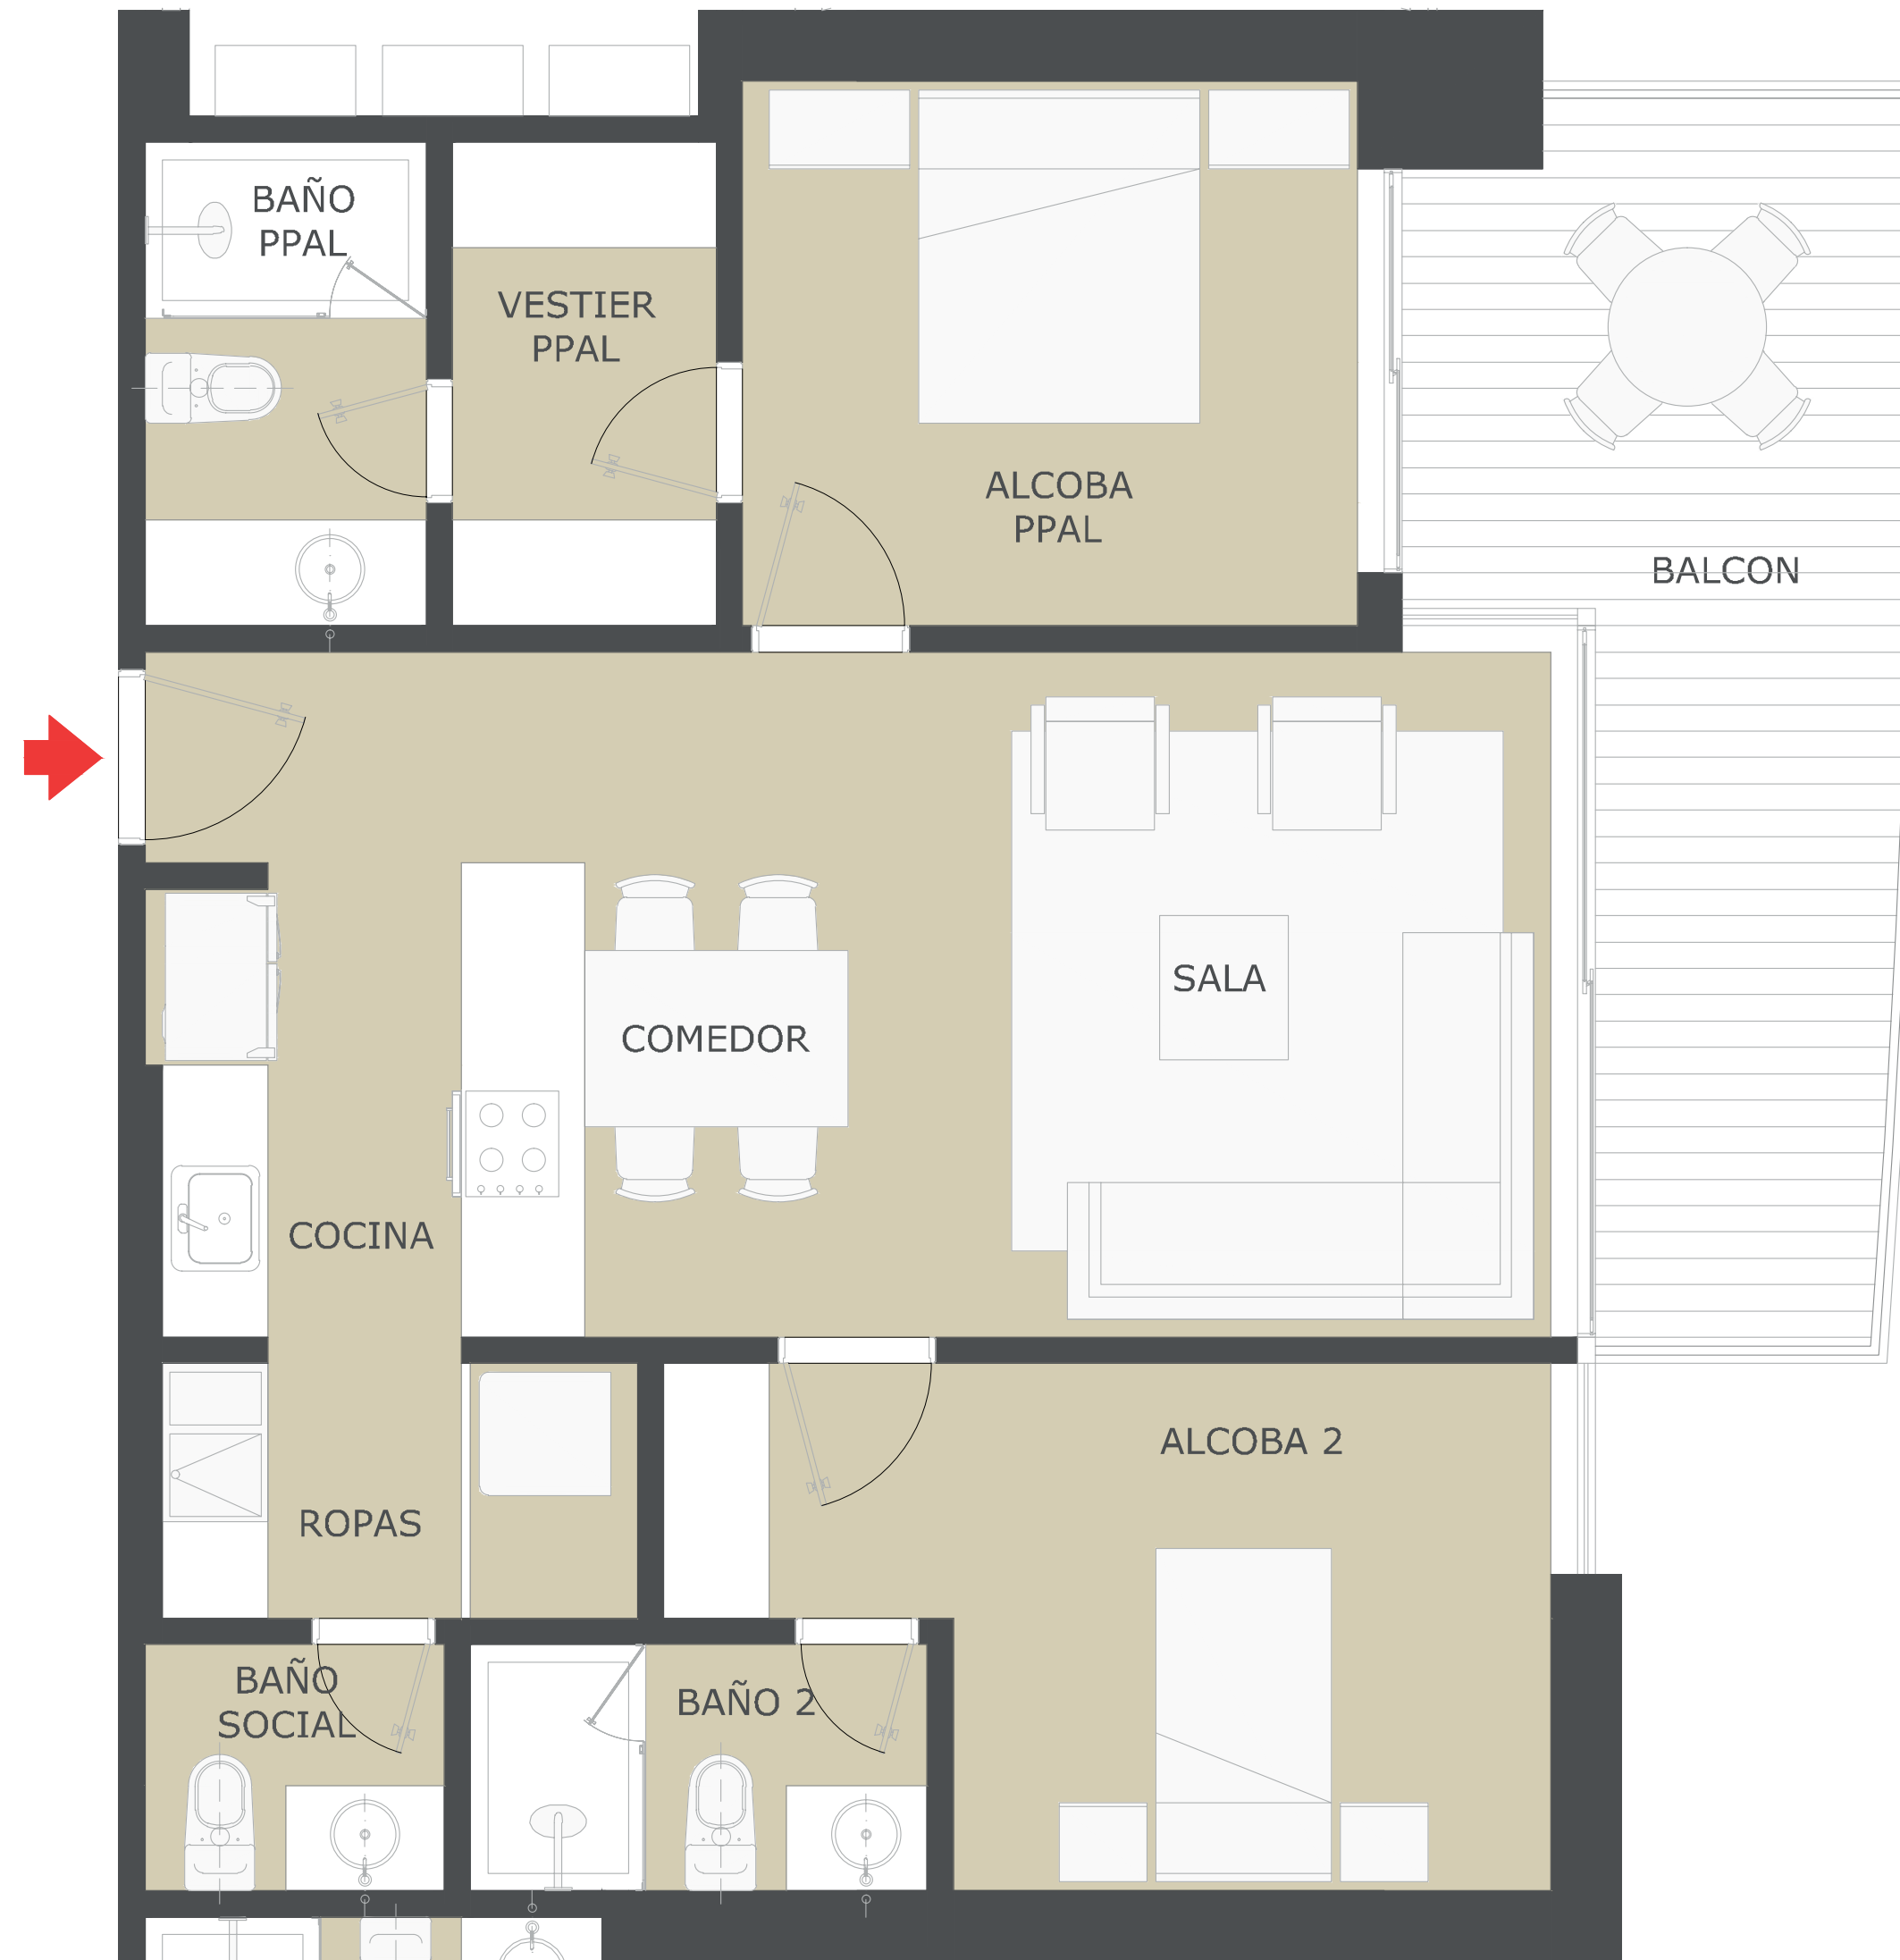 BAÑO
PPAL
VESTIER
PPAL
ALCOBA
PPAL
BALCON
SALA
COMEDOR
COCINA
ALCOBA 2
ROPAS
BAÑO
SOCIAL
BAÑO 2